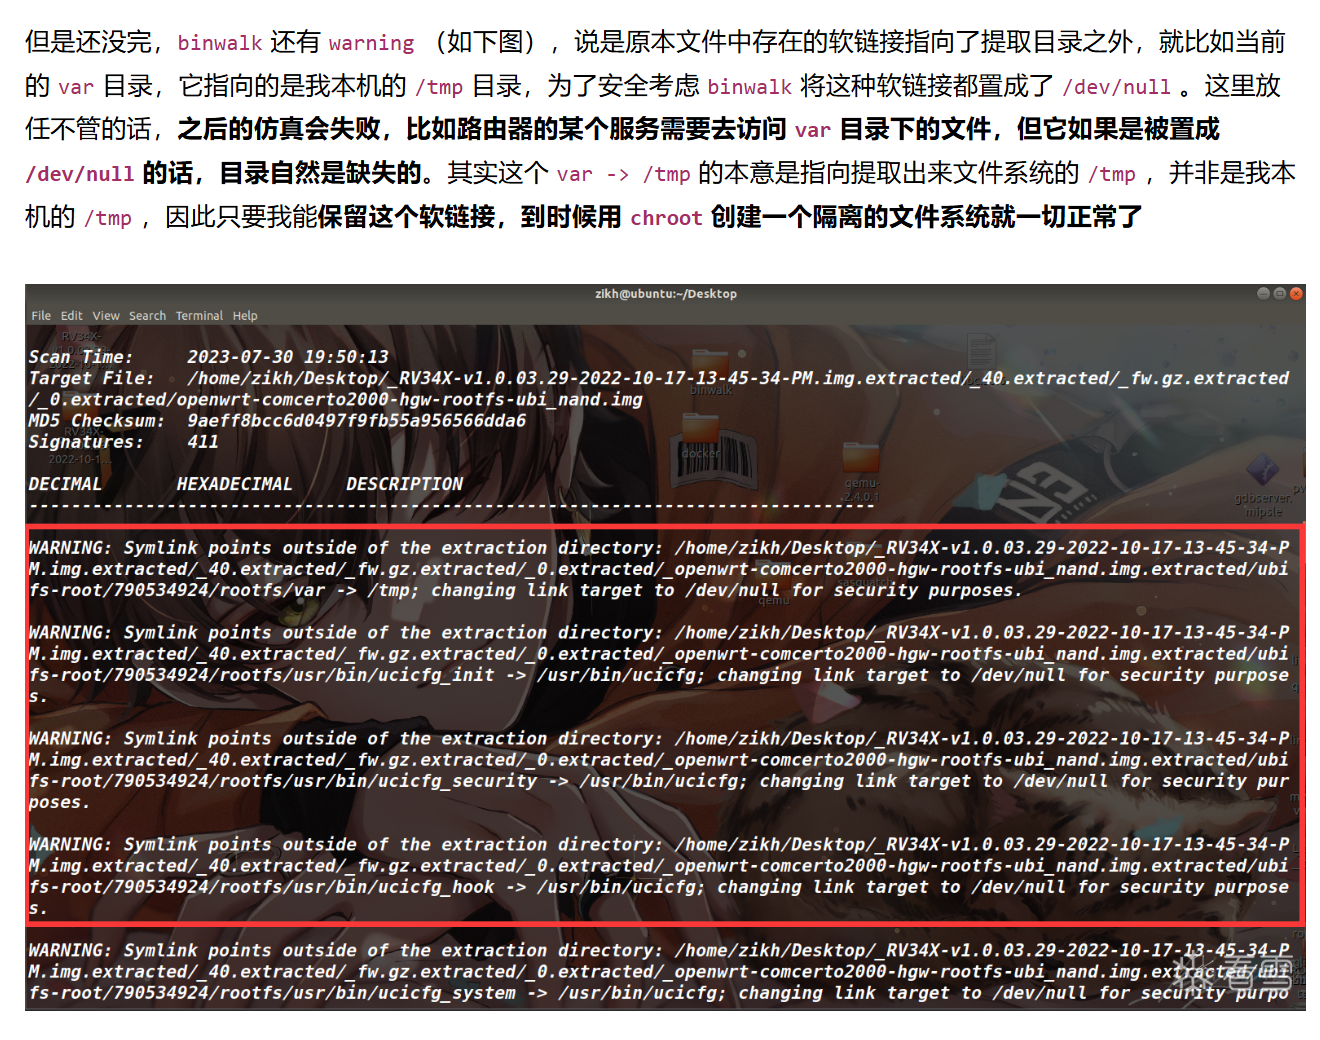 但是还没完，binwalk 还有 warning （如下图），说是原本文件中存在的软链接指向了提取目录之外，就比如当前
的 var 目录，它指向的是我本机的 /tmp 目录，为了安全考虑 binwalk 将这种软链接都置成了 /dev/null 。这里放
任不管的话，之后的仿真会失败，比如路由器的某个服务需要去访问 var 目录下的文件，但它如果是被置成
/dev/null 的话，目录自然是缺失的。其实这个 var -> /tmp 的本意是指向提取出来文件系统的 /tmp ，并非是我本
机的 /tmp ，因此只要我能保留这个软链接，到时候用 chroot 创建一个隔离的文件系统就一切正常了
zikh@ubuntu:~/Desktop
File Edit View Search Terminal Help
Scan Time:     2023-07-30 19:50:13
Target File:   /home/zikh/Desktop/_RV34X-v1.0.03.29-2022-10-17-13-45-34-PM.img.extracted/_40.extracted/_fw.gz.extracted
/_0.extracted/openwrt-comcerto2000-hgw-rootfs-ubi_nand.img
MD5 Checksum:  9aeff8bcc6d0497f9fb55a956566dda6
Signatures:    411
DECIMAL       HEXADECIMAL     DESCRIPTION
--------------------------------------------------------------------------------
WARNING: Symlink points outside of the extraction directory: /home/zikh/Desktop/_RV34X-v1.0.03.29-2022-10-17-13-45-34-P
M.img.extracted/_40.extracted/_fw.gz.extracted/_0.extracted/_openwrt-comcerto2000-hgw-rootfs-ubi_nand.img.extracted/ubi
fs-root/790534924/rootfs/var -> /tmp; changing link target to /dev/null for security purposes.
WARNING: Symlink points outside of the extraction directory: /home/zikh/Desktop/_RV34X-v1.0.03.29-2022-10-17-13-45-34-P
M.img.extracted/_40.extracted/_fw.gz.extracted/_0.extracted/_openwrt-comcerto2000-hgw-rootfs-ubi_nand.img.extracted/ubi
fs-root/790534924/rootfs/usr/bin/ucicfg_init -> /usr/bin/ucicfg; changing link target to /dev/null for security purpose
s.
WARNING: Symlink points outside of the extraction directory: /home/zikh/Desktop/_RV34X-v1.0.03.29-2022-10-17-13-45-34-P
M.img.extracted/_40.extracted/_fw.gz.extracted/_0.extracted/_openwrt-comcerto2000-hgw-rootfs-ubi_nand.img.extracted/ubi
fs-root/790534924/rootfs/usr/bin/ucicfg_security -> /usr/bin/ucicfg; changing link target to /dev/null for security pur
poses.
WARNING: Symlink points outside of the extraction directory: /home/zikh/Desktop/_RV34X-v1.0.03.29-2022-10-17-13-45-34-P
M.img.extracted/_40.extracted/_fw.gz.extracted/_0.extracted/_openwrt-comcerto2000-hgw-rootfs-ubi_nand.img.extracted/ubi
fs-root/790534924/rootfs/usr/bin/ucicfg_hook -> /usr/bin/ucicfg; changing link target to /dev/null for security purpose
s.
WARNING: Symlink points outside of the extraction directory: /home/zikh/Desktop/_RV34X-v1.0.03.29-2022-10-17-13-45-34-P
M.img.extracted/_40.extracted/_fw.gz.extracted/_0.extracted/_openwrt-comcerto2000-hgw-rootfs-ubi_nand.img.extracted/ubi
fs-root/790534924/rootfs/usr/bin/ucicfg_system -> /usr/bin/ucicfg; changing link target to /dev/null for security purpo
binwalk
docker
qemu-
2.4.0.1
gdbserver.
mipsle
sasquatch
qemu
看雪